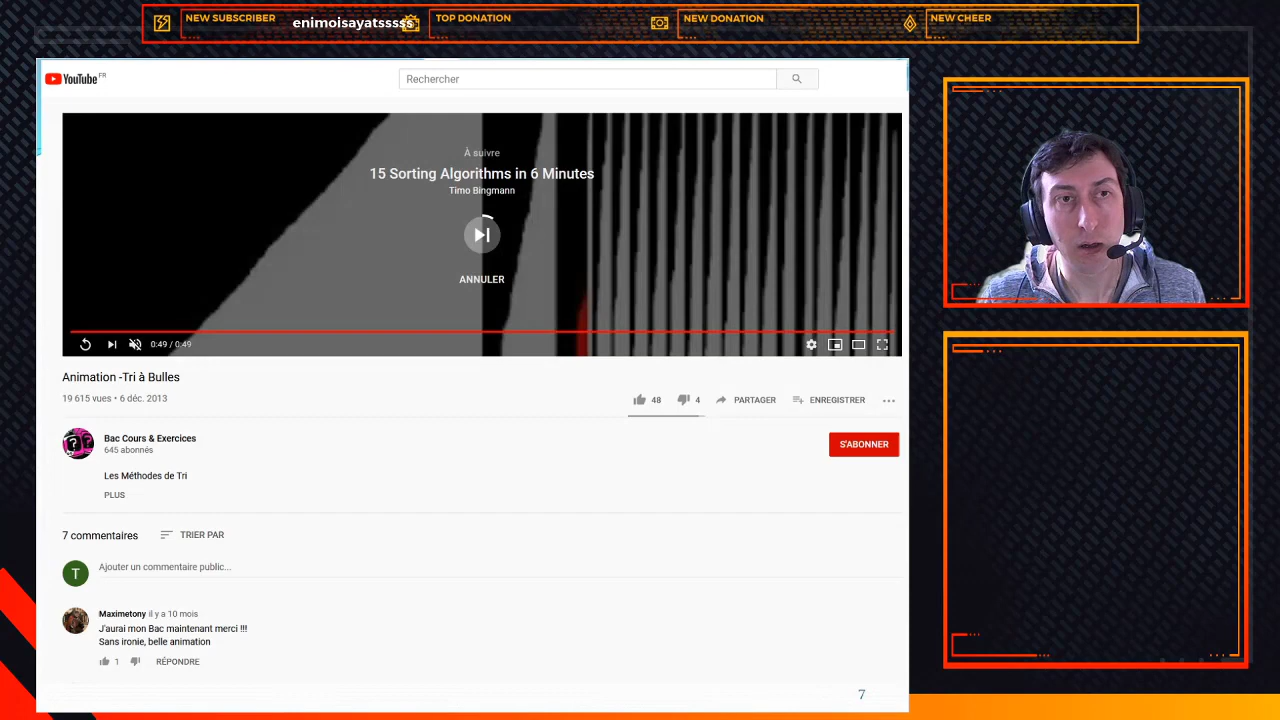 NEW SUBSCRIBER
enimoisayatsssss
TOP DONATION
NEW DONATION
NEW CHEER
YouTube FR
Rechercher
À suivre
15 Sorting Algorithms in 6 Minutes
Timo Bingmann
ANNULER
0:49 / 0:49
Animation -Tri à Bulles
19 615 vues • 6 déc. 2013
48
4
PARTAGER
ENREGISTRER
Bac Cours & Exercices
645 abonnés
S'ABONNER
Les Méthodes de Tri
PLUS
7 commentaires
TRIER PAR
T
Ajouter un commentaire public...
Maximetony il y a 10 mois
J'aurai mon Bac maintenant merci !!!
Sans ironie, belle animation
1
RÉPONDRE
7